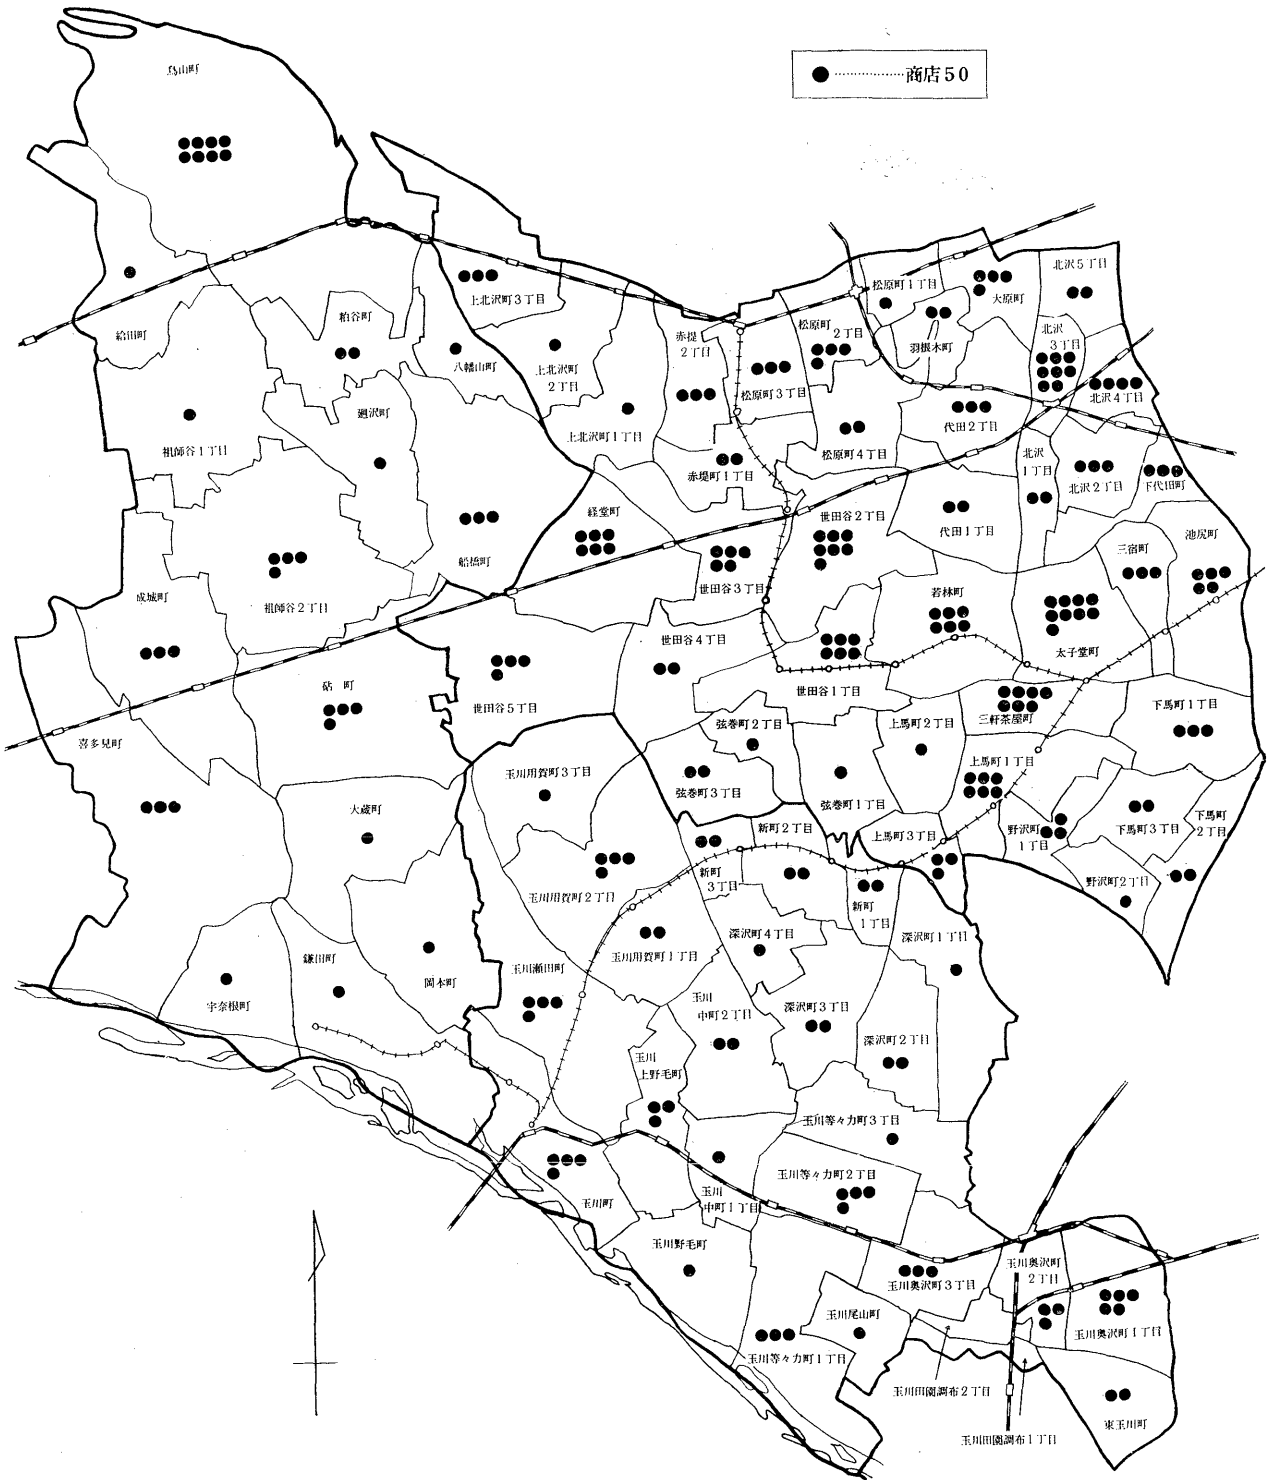 烏山町
●……………商店50
給田町
粕谷町
祖師谷1丁目
廻沢町
八幡山町
上北沢町3丁目
上北沢町
2丁目
上北沢町1丁目
赤堤
2丁目
赤堤町1丁目
松原町
2丁目
松原町3丁目
松原町4丁目
松原町1丁目
羽根木町
大原町
北沢5丁目
北沢
3丁目
北沢4丁目
代田2丁目
北沢
1丁目
北沢2丁目
下代田町
代田1丁目
池尻町
三宿町
経堂町
船橋町
祖師谷2丁目
成城町
世田谷2丁目
世田谷3丁目
若林町
太子堂町
世田谷4丁目
世田谷1丁目
世田谷5丁目
砧町
喜多見町
三軒茶屋町
下馬町1丁目
弦巻町2丁目
上馬町2丁目
上馬町1丁目
玉川用賀町3丁目
弦巻町3丁目
弦巻町1丁目
大蔵町
新町2丁目
上馬町3丁目
野沢町
1丁目
下馬町3丁目
下馬町
2丁目
新町
3丁目
野沢町2丁目
玉川用賀町2丁目
新町
1丁目
深沢町4丁目
深沢町1丁目
鎌田町
岡本町
玉川瀬田町
玉川用賀町1丁目
宇奈根町
玉川
中町2丁目
深沢町3丁目
深沢町2丁目
玉川
上野毛町
玉川等々力町3丁目
玉川等々力町2丁目
玉川町
玉川
中町1丁目
玉川野毛町
玉川奥沢町3丁目
玉川奥沢町
2丁目
玉川尾山町
玉川奥沢町1丁目
玉川等々力町1丁目
玉川田園調布2丁目
東玉川町
玉川田園調布1丁目